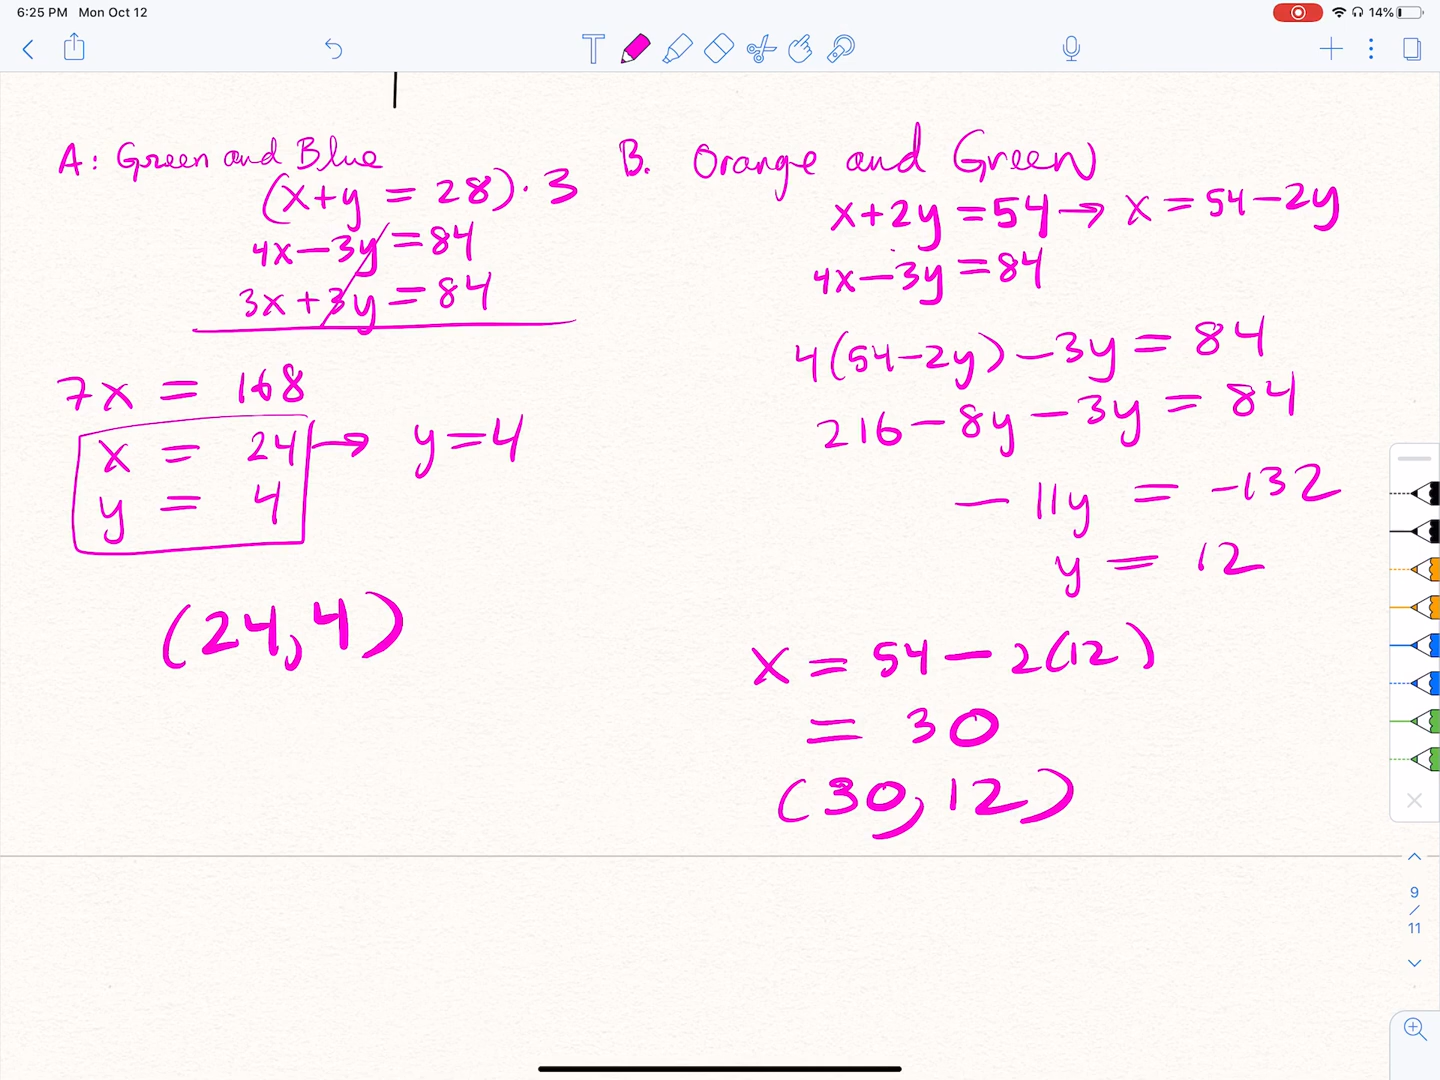 6:25 PM Mon Oct 12
14%
T
A: Green and Blue
(x+y = 28)·3
4x−3y=84
3x+3y=84
7x = 168
x = 24 → y=4
y = 4
(24,4)
B. Orange and Green
x+2y=54→ x=54−2y
4x−3y=84
4(54−2y)−3y=84
216−8y−3y=84
−11y = −132
y = 12
x = 54−2(12)
= 30
(30,12)
9
/
11